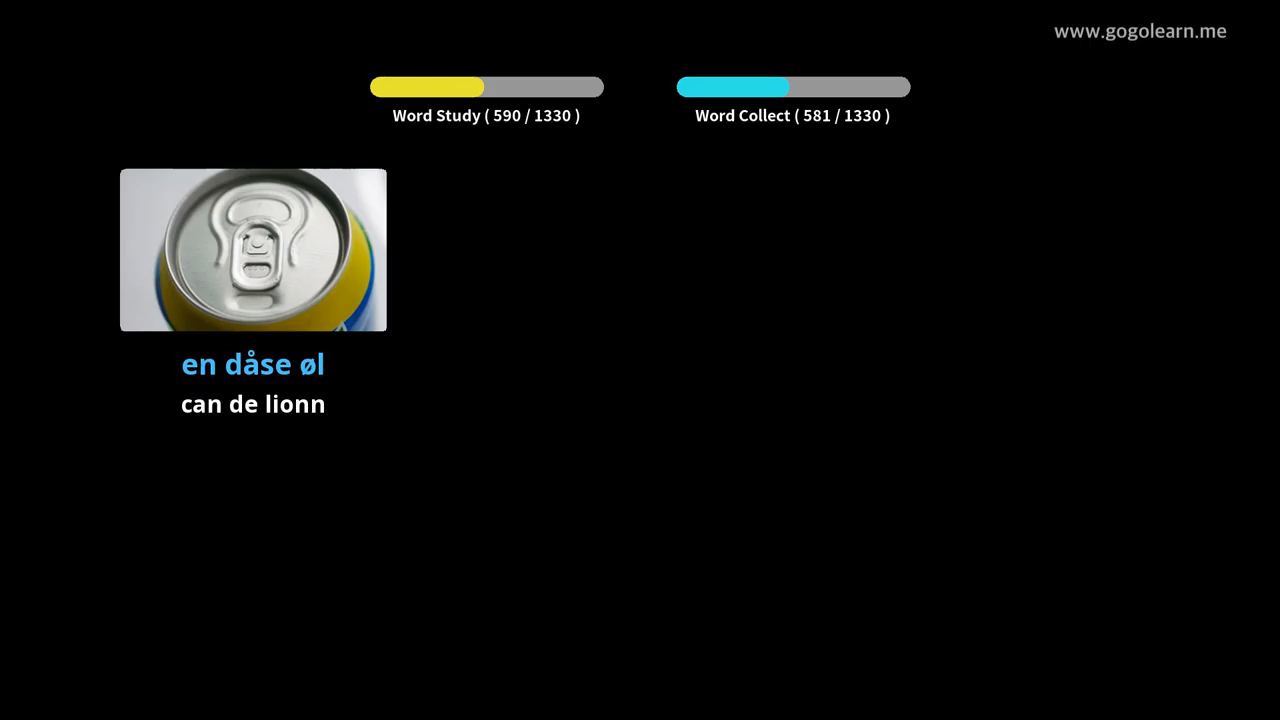 www.gogolearn.me
Word Study ( 590 / 1330 )
Word Collect ( 581 / 1330 )
en dåse øl
can de lionn